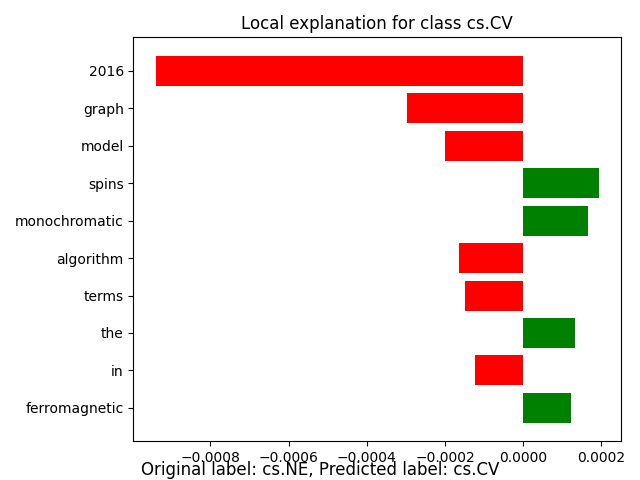 Local explanation for class cs.CV
2016
graph
model
spins
monochromatic
algorithm
terms
the
in
ferromagnetic
−0.0008 −0.0006 −0.0004 −0.0002 0.0000 0.0002
Original label: cs.NE, Predicted label: cs.CV